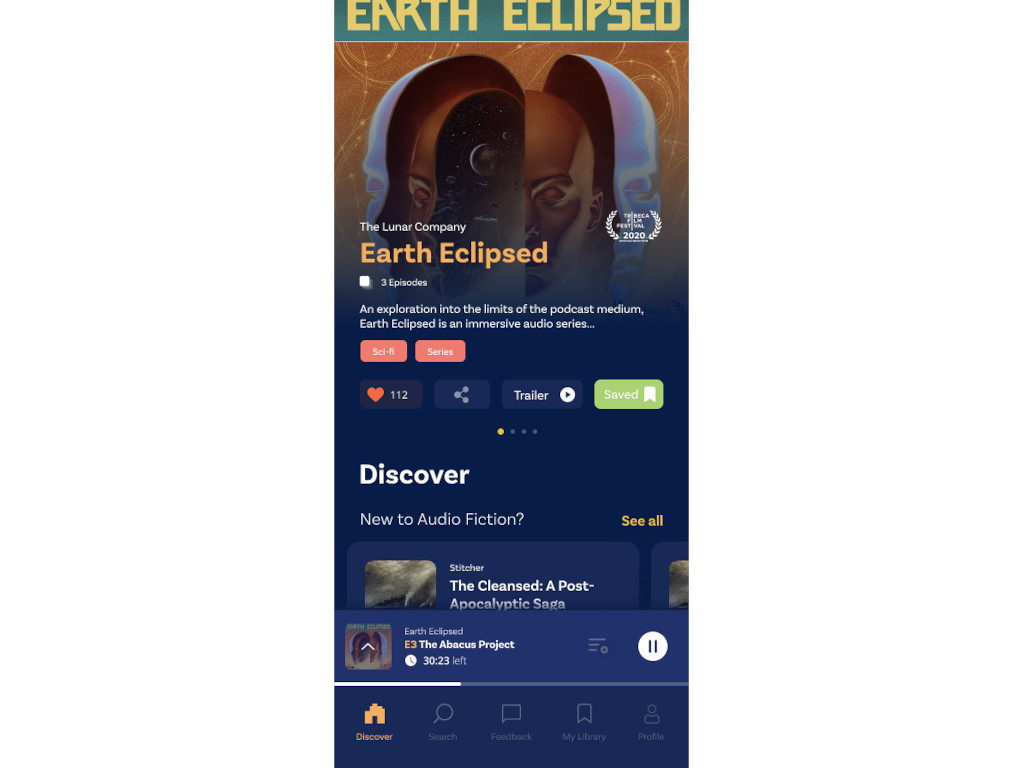 EARTH ECLIPSED
TRIBECA
FILM
FESTIVAL
2020
The Lunar Company
Earth Eclipsed
3 Episodes
An exploration into the limits of the podcast medium,
Earth Eclipsed is an immersive audio series...
Sci-fi Series
112 Trailer Saved
Discover
New to Audio Fiction? See all
Stitcher
The Cleansed: A Post-
Apocalyptic Saga
EARTH ECLIPSED
Earth Eclipsed
E3 The Abacus Project
30:23 left
Discover Search Feedback My Library Profile